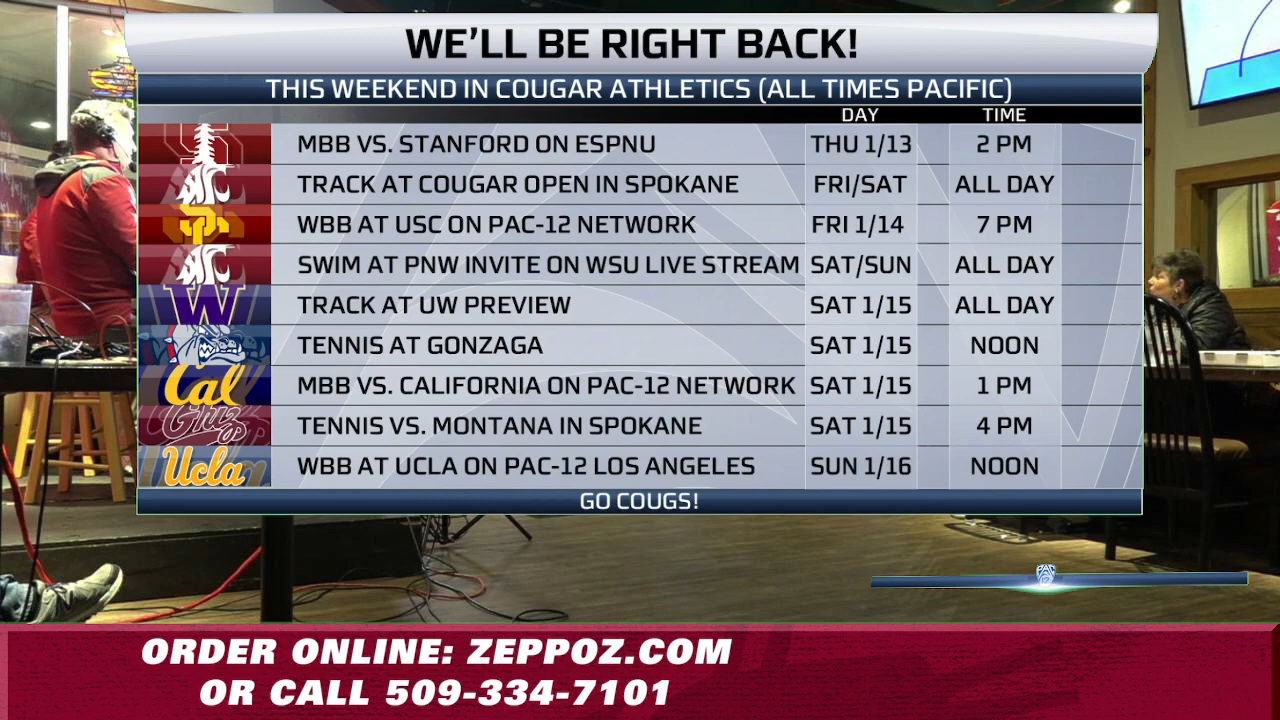 WE'LL BE RIGHT BACK!
THIS WEEKEND IN COUGAR ATHLETICS (ALL TIMES PACIFIC)
DAY TIME
MBB VS. STANFORD ON ESPNU THU 1/13 2 PM
TRACK AT COUGAR OPEN IN SPOKANE FRI/SAT ALL DAY
WBB AT USC ON PAC-12 NETWORK FRI 1/14 7 PM
SWIM AT PNW INVITE ON WSU LIVE STREAM SAT/SUN ALL DAY
W TRACK AT UW PREVIEW SAT 1/15 ALL DAY
TENNIS AT GONZAGA SAT 1/15 NOON
Cal MBB VS. CALIFORNIA ON PAC-12 NETWORK SAT 1/15 1 PM
Griz TENNIS VS. MONTANA IN SPOKANE SAT 1/15 4 PM
Ucla WBB AT UCLA ON PAC-12 LOS ANGELES SUN 1/16 NOON
GO COUGS!
ORDER ONLINE: ZEPPOZ.COM
OR CALL 509-334-7101